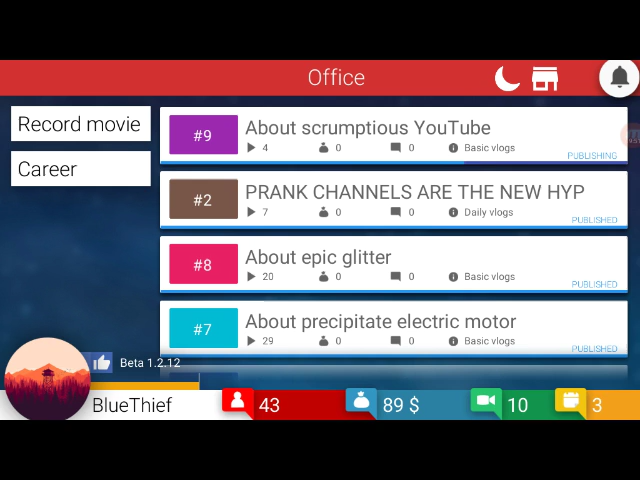 Office
Record movie
Career
#9
About scrumptious YouTube
4 0 0 Basic vlogs
PUBLISHING
#2
PRANK CHANNELS ARE THE NEW HYP
7 0 0 Daily vlogs
PUBLISHED
#8
About epic glitter
20 0 0 Basic vlogs
PUBLISHED
#7
About precipitate electric motor
29 0 0 Basic vlogs
PUBLISHED
Beta 1.2.12
BlueThief
43
89 $
10
3